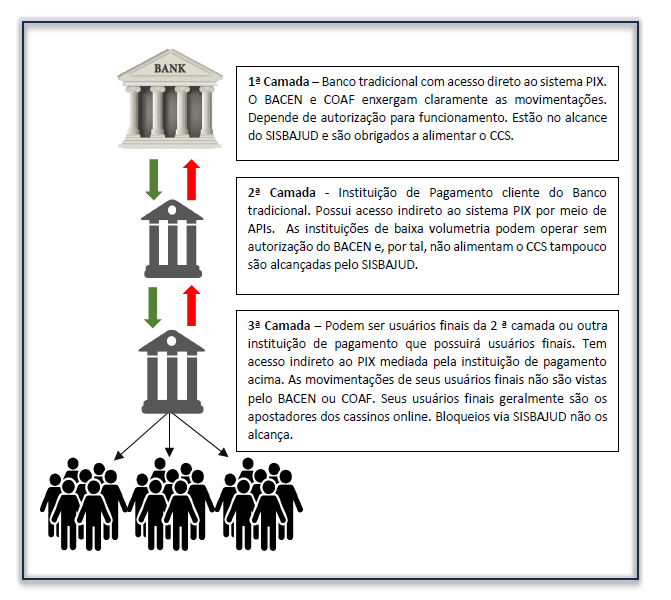 BANK
1ª Camada – Banco tradicional com acesso direto ao sistema PIX.
O BACEN e COAF enxergam claramente as movimentações.
Depende de autorização para funcionamento. Estão no alcance
do SISBAJUD e são obrigados a alimentar o CCS.
2ª Camada - Instituição de Pagamento cliente do Banco
tradicional. Possui acesso indireto ao sistema PIX por meio de
APIs. As instituições de baixa volumetria podem operar sem
autorização do BACEN e, por tal, não alimentam o CCS tampouco
são alcançadas pelo SISBAJUD.
3ª Camada – Podem ser usuários finais da 2 ª camada ou outra
instituição de pagamento que possuirá usuários finais. Tem
acesso indireto ao PIX mediada pela instituição de pagamento
acima. As movimentações de seus usuários finais não são vistas
pelo BACEN ou COAF. Seus usuários finais geralmente são os
apostadores dos cassinos online. Bloqueios via SISBAJUD não os
alcança.